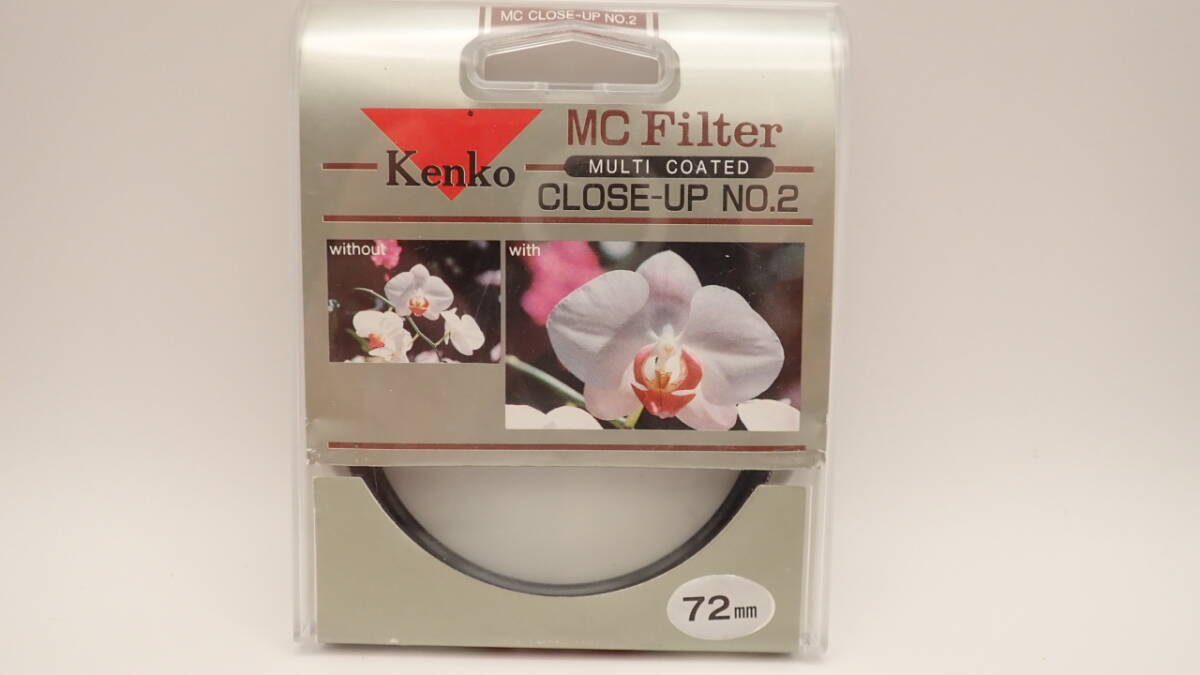 MC CLOSE-UP NO.2
Kenko
MC Filter
MULTI COATED
CLOSE-UP NO.2
without
with
72mm